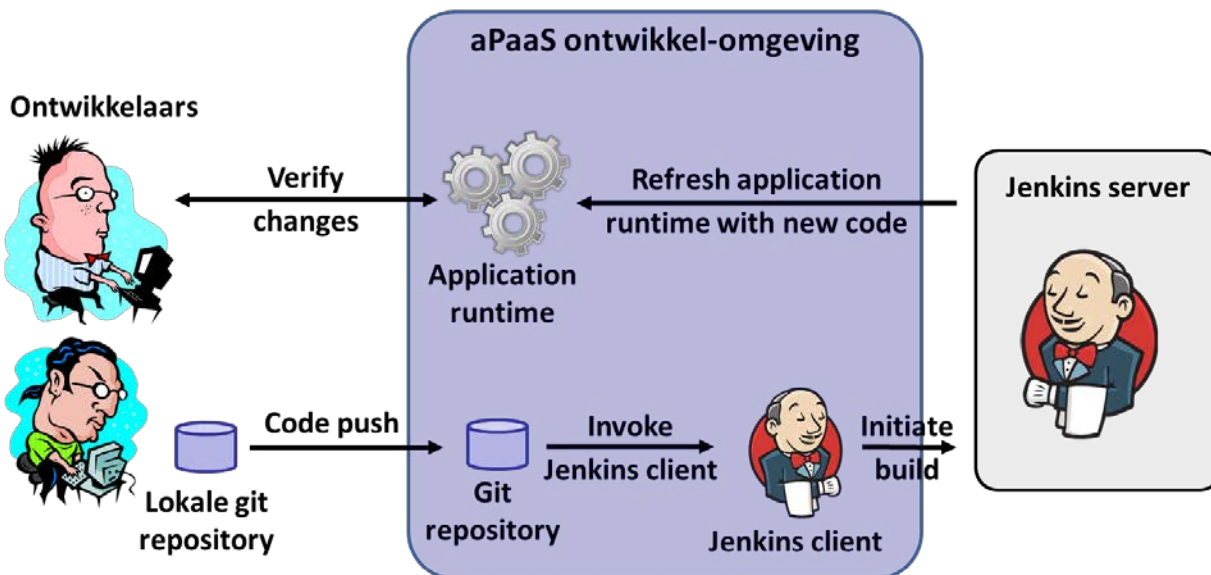 aPaaS ontwikkel-omgeving
Ontwikkelaars
Verify
changes
Application
runtime
Refresh application
runtime with new code
Jenkins server
Lokale git
repository
Code push
Git
repository
Invoke
Jenkins client
Jenkins client
Initiate
build